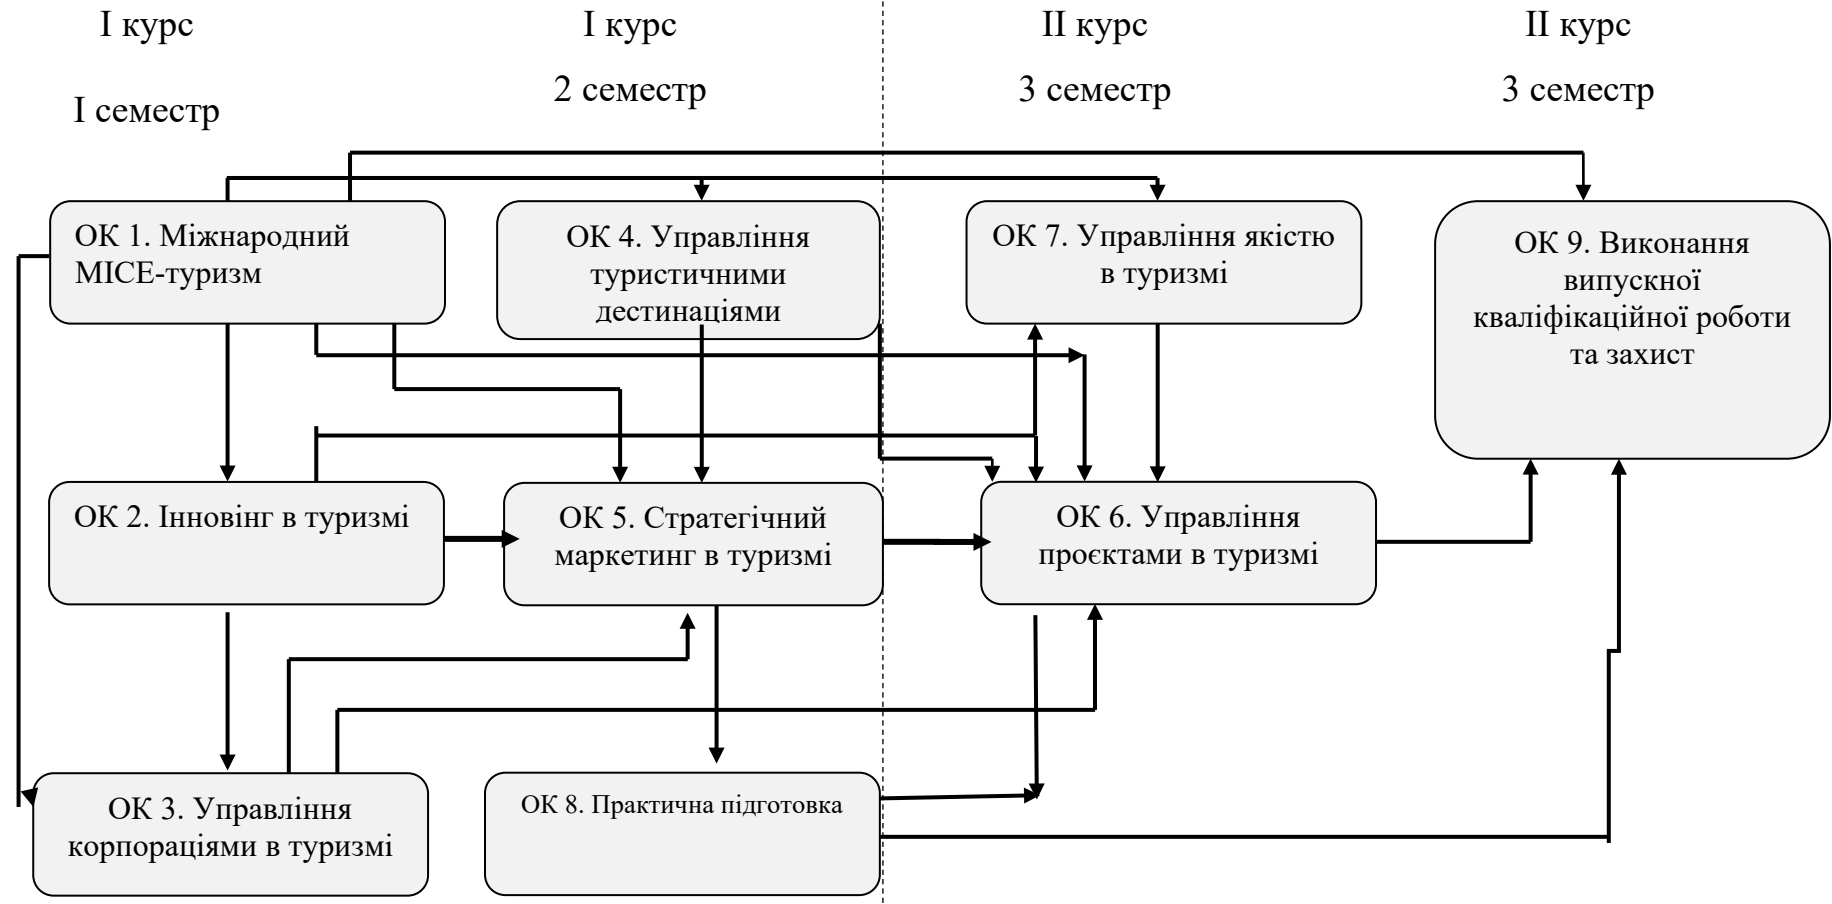 І курс
І семестр
І курс
2 семестр
ІІ курс
3 семестр
ІІ курс
3 семестр
ОК 1. Міжнародний
МІСЕ-туризм
ОК 4. Управління
туристичними
дестинаціями
ОК 7. Управління якістю
в туризмі
ОК 9. Виконання
випускної
кваліфікаційної роботи
та захист
ОК 2. Інновінг в туризмі
ОК 5. Стратегічний
маркетинг в туризмі
ОК 6. Управління
проєктами в туризмі
ОК 3. Управління
корпораціями в туризмі
ОК 8. Практична підготовка